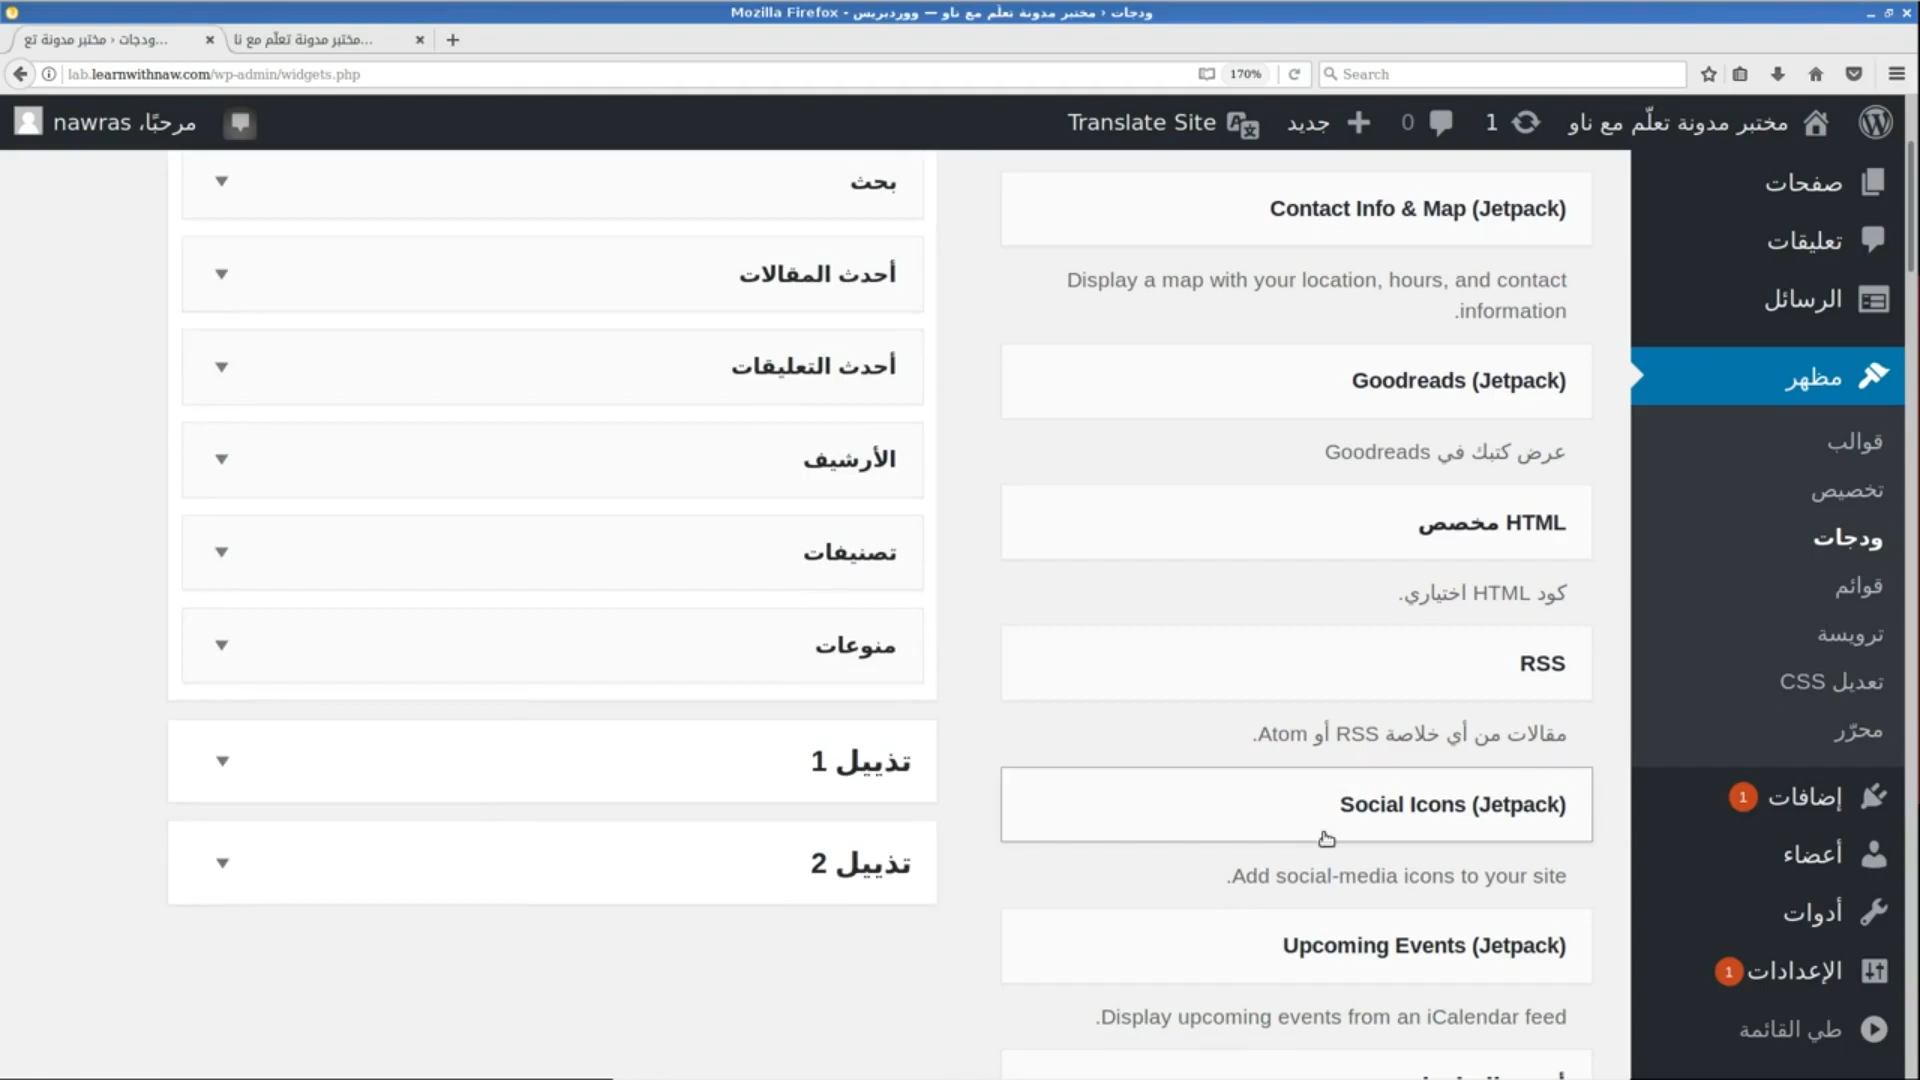 ودجات ‹ مختبر مدونة تعلّم مع ناو — ووردبريس - Mozilla Firefox
ودجات ‹ مختبر مدونة تع...
مختبر مدونة تعلّم مع نا...
lab.learnwithnaw.com/wp-admin/widgets.php
170%
Search
مختبر مدونة تعلّم مع ناو
1
0
جديد
Translate Site
مرحبًا، nawras
صفحات
تعليقات
الرسائل
مظهر
قوالب
تخصيص
ودجات
قوائم
ترويسة
تعديل CSS
محرّر
إضافات 1
أعضاء
أدوات
الإعدادات 1
طي القائمة
Contact Info & Map (Jetpack)
Display a map with your location, hours, and contact
information.
Goodreads (Jetpack)
عرض كتبك في Goodreads
HTML مخصص
كود HTML اختياري.
RSS
مقالات من أي خلاصة RSS أو Atom.
Social Icons (Jetpack)
Add social-media icons to your site.
Upcoming Events (Jetpack)
Display upcoming events from an iCalendar feed.
بحث
أحدث المقالات
أحدث التعليقات
الأرشيف
تصنيفات
منوعات
تذييل 1
تذييل 2